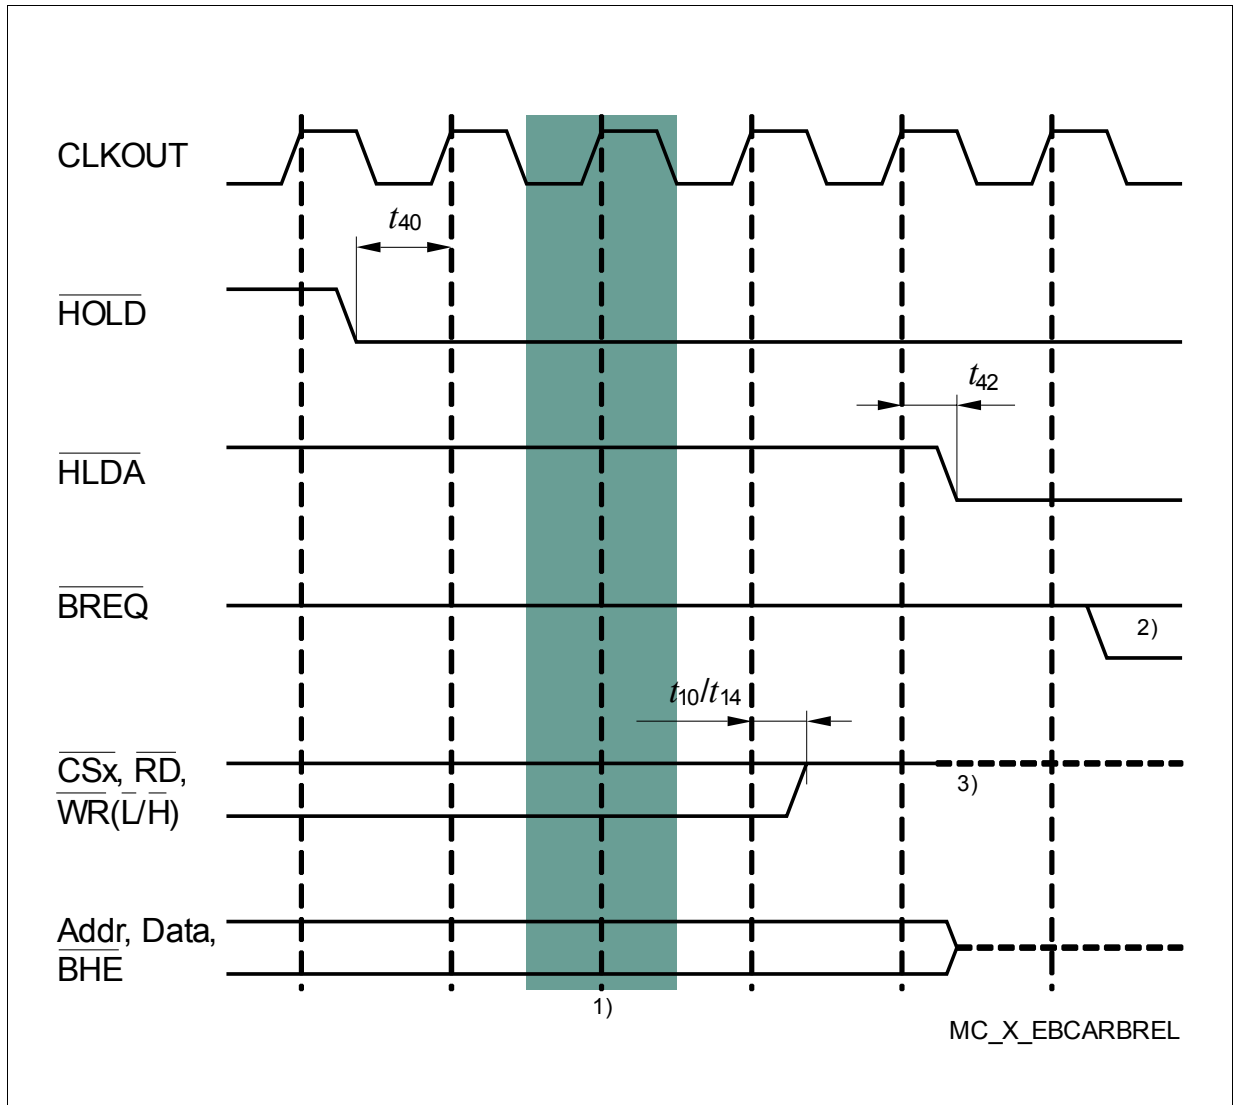 CLKOUT
t40
HOLD
t42
HLDA
BREQ
2)
t10/t14
CSx, RD,
3)
WR(L/H)
Addr, Data,
BHE
1)
MC_X_EBCARBREL